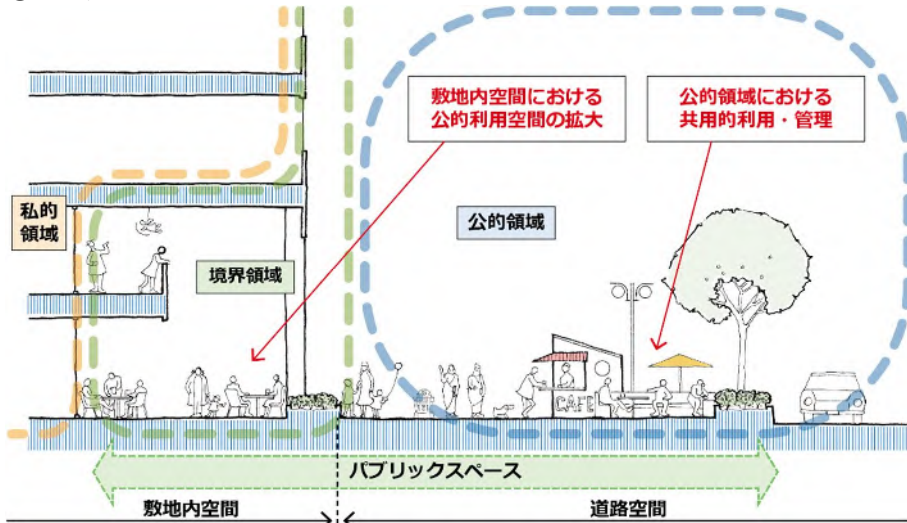 敷地内空間における
公的利用空間の拡大
公的領域における
共用的利用・管理
私的
領域
公的領域
境界領域
CAFE
パブリックスペース
敷地内空間
道路空間